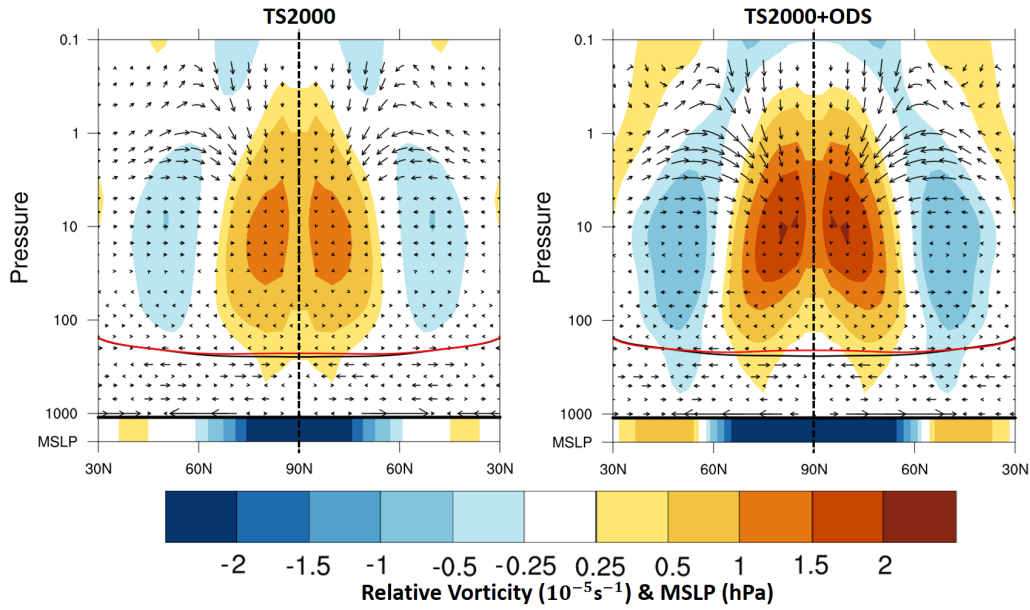 TS2000
TS2000+ODS
0.1
1
10
100
1000
MSLP
Pressure
30N 60N 90N 60N 30N
0.1
1
10
100
1000
MSLP
Pressure
30N 60N 90N 60N 30N
-2 -1.5 -1 -0.5 -0.25 0.25 0.5 1 1.5 2
Relative Vorticity (10⁻⁵s⁻¹) & MSLP (hPa)